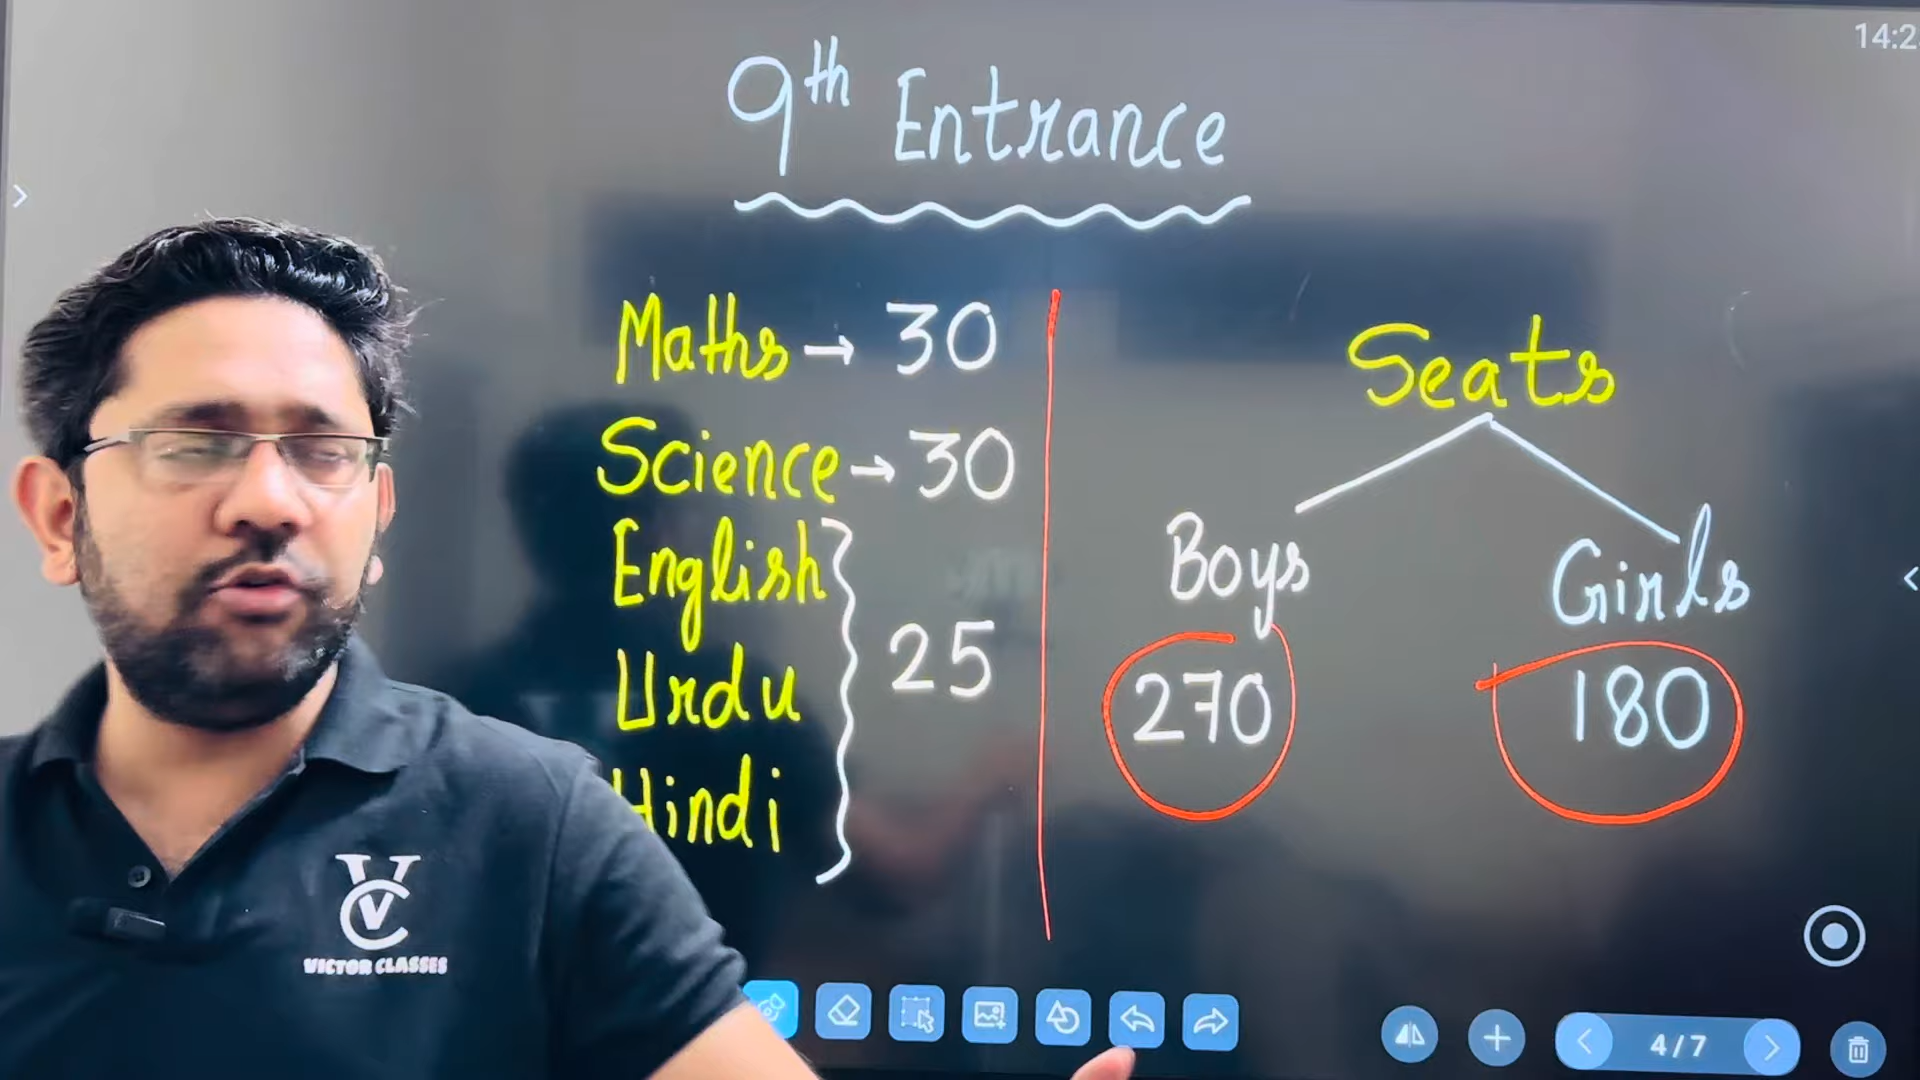 14:2
9th Entrance
Maths → 30
Science → 30
English
Urdu
Hindi
25
Seats
Boys
Girls
270
180
VC
VICTOR CLASSES
4/7